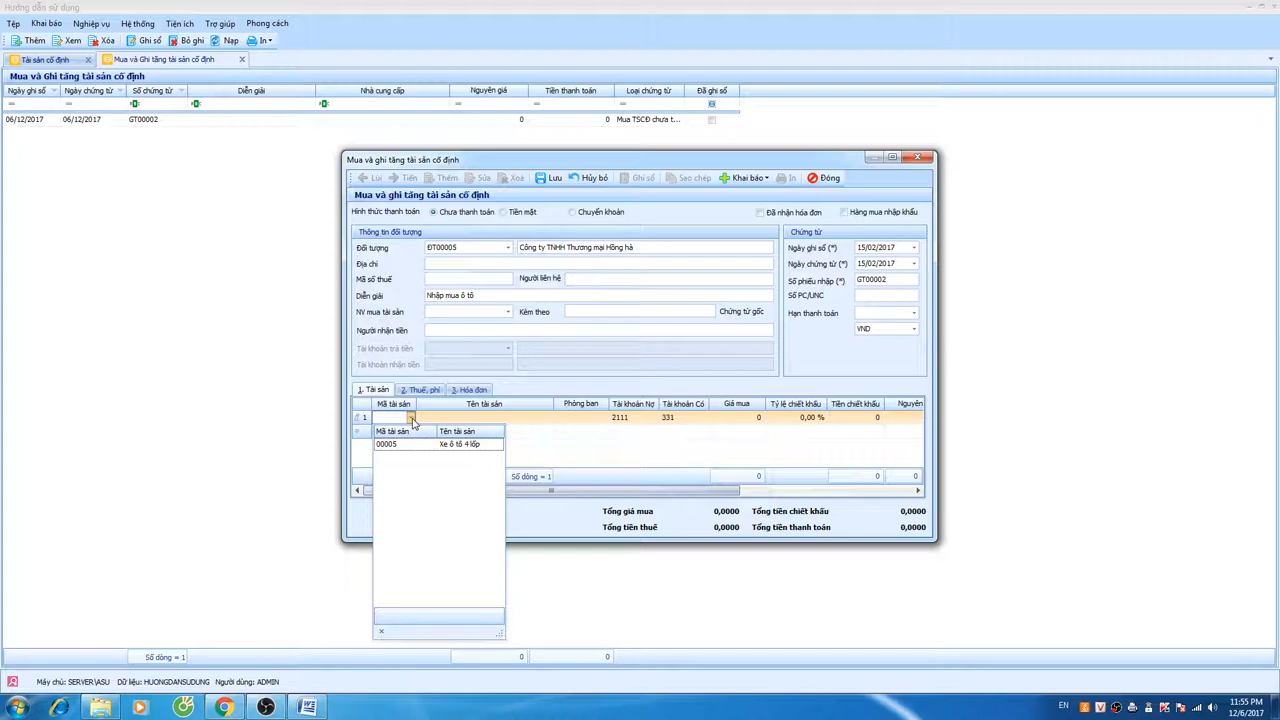 Hướng dẫn sử dụng
Tệp Khai báo Nghiệp vụ Hệ thống Tiện ích Trợ giúp Phong cách
Thêm Xem Xóa Ghi sổ Bỏ ghi Nạp In
Tài sản cố định Mua và Ghi tăng tài sản cố định
Mua và Ghi tăng tài sản cố định
Ngày ghi sổ Ngày chứng từ Số chứng từ Diễn giải Nhà cung cấp Nguyên giá Tiền thanh toán Loại chứng từ Đã ghi sổ
06/12/2017 06/12/2017 GT00002 0 0 Mua TSCĐ chưa t...
Mua và ghi tăng tài sản cố định
Lùi Tiến Thêm Sửa Xoá Lưu Hủy bỏ Ghi sổ Sao chép Khai báo In Đóng
Mua và ghi tăng tài sản cố định
Hình thức thanh toán Chưa thanh toán Tiền mặt Chuyển khoản Đã nhận hóa đơn Hàng mua nhập khẩu
Thông tin đối tượng Chứng từ
Đối tượng ĐT00005 Công ty TNHH Thương mại Hồng hà Ngày ghi sổ (*) 15/02/2017
Địa chỉ Ngày chứng từ (*) 15/02/2017
Mã số thuế Người liên hệ Số phiếu nhập (*) GT00002
Diễn giải Nhập mua ô tô Số PC/UNC
NV mua tài sản Kèm theo Chứng từ gốc Hạn thanh toán
Người nhận tiền VND
Tài khoản trả tiền
Tài khoản nhận tiền
1. Tài sản 2. Thuế, phí 3. Hóa đơn
Mã tài sản Tên tài sản Phòng ban Tài khoản Nợ Tài khoản Có Giá mua Tỷ lệ chiết khấu Tiền chiết khấu Nguyên
1 2111 331 0 0,00 % 0
Mã tài sản Tên tài sản
00005 Xe ô tô 4 lốp
Số dòng = 1 0 0 0
Tổng giá mua 0,0000 Tổng tiền chiết khấu 0,0000
Tổng tiền thuế 0,0000 Tổng tiền thanh toán 0,0000
Số dòng = 1 0 0
Máy chủ: SERVER\ASU Dữ liệu: HUONGDANSUDUNG Người dùng: ADMIN
EN 11:55 PM
12/6/2017